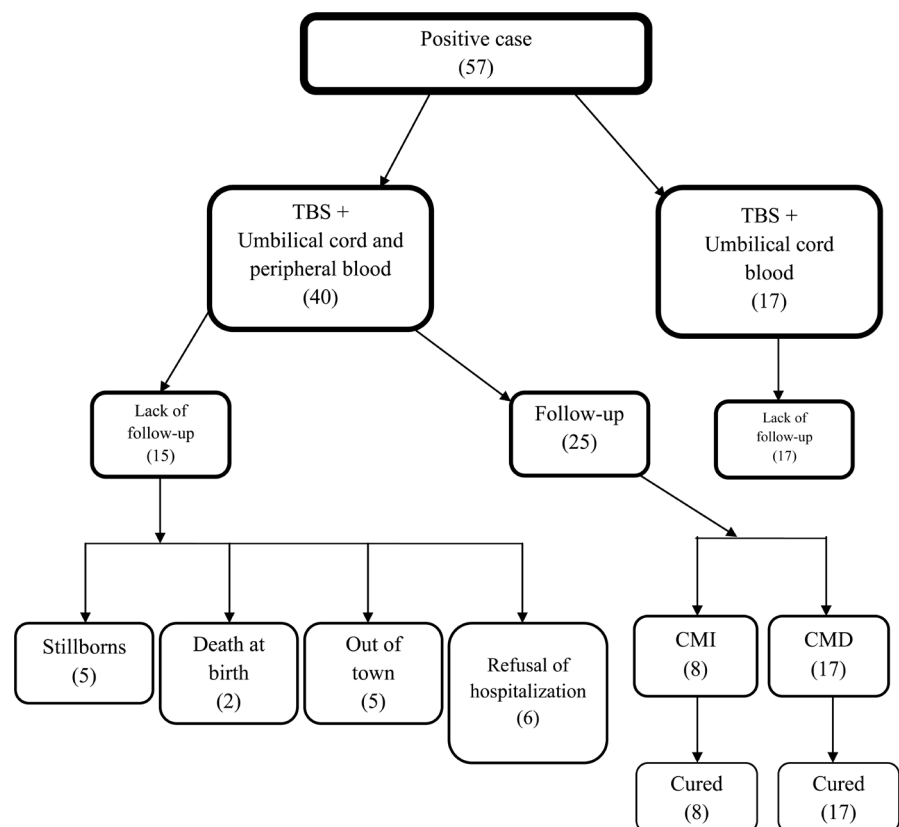 Positive case
(57)
TBS +
Umbilical cord and
peripheral blood
(40)
TBS +
Umbilical cord
blood
(17)
Lack of
follow-up
(15)
Follow-up
(25)
Lack of
follow-up
(17)
Stillborns
(5)
Death at
birth
(2)
Out of
town
(5)
Refusal of
hospitalization
(6)
CMI
(8)
CMD
(17)
Cured
(8)
Cured
(17)